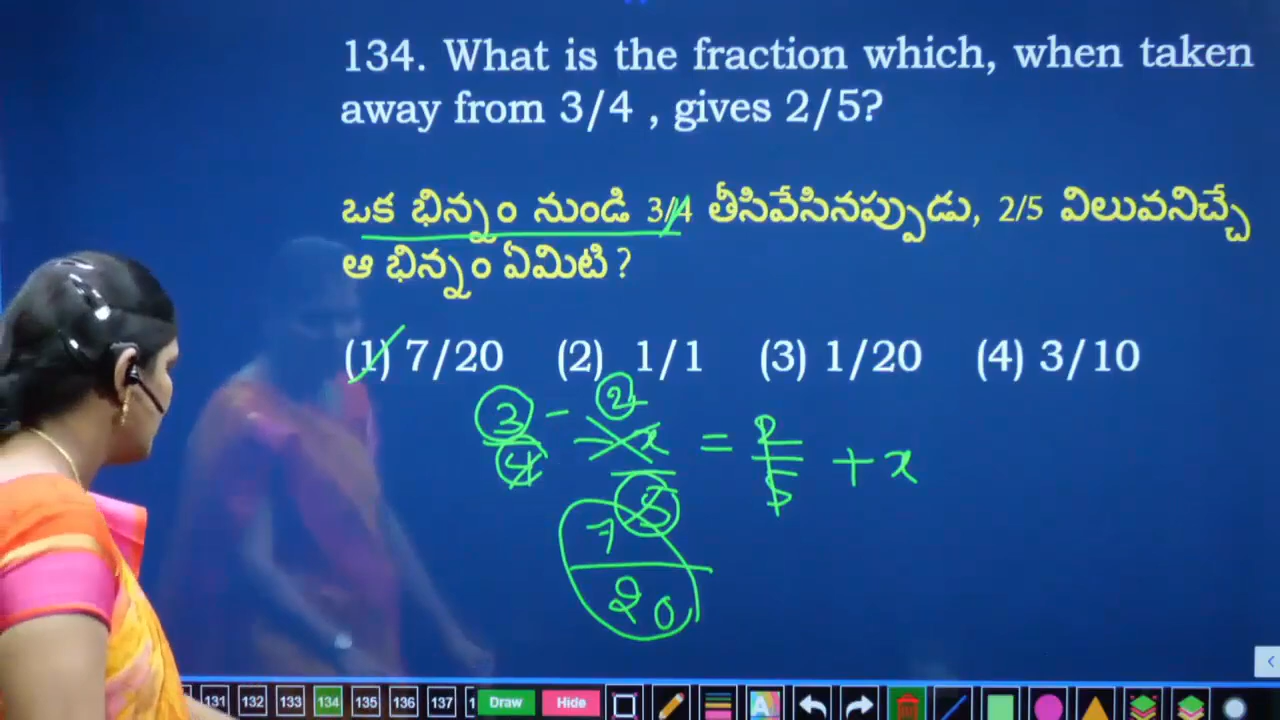 134. What is the fraction which, when taken
away from 3/4 , gives 2/5?
ఒక భిన్నం నుండి 3/4 తీసివేసినప్పుడు, 2/5 విలువనిచ్చే
ఆ భిన్నం ఏమిటి ?
(1) 7/20 (2) 1/1 (3) 1/20 (4) 3/10
3/4 - x 2/5 = 2/5 + x
7/20
131 132 133 134 135 136 137 1 Draw Hide A